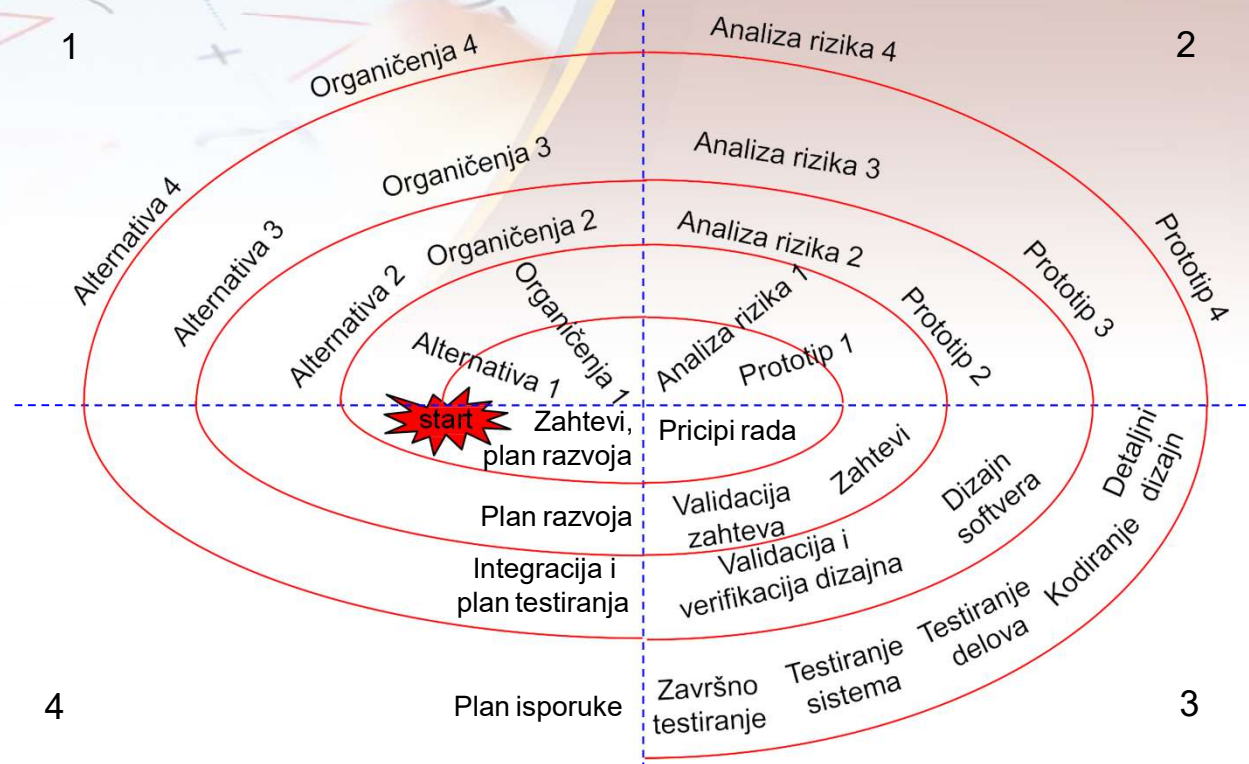 1
2
Organičenja 4
Analiza rizika 4
Alternativa 4
Organičenja 3
Analiza rizika 3
Prototip 4
Alternativa 3
Organičenja 2
Analiza rizika 2
Prototip 3
Alternativa 2
Organičenja 1
Analiza rizika 1
Prototip 2
Alternativa 1
Prototip 1
start
Zahtevi,
plan razvoja
Pricipi rada
Zahtevi
Detaljni
dizajn
Plan razvoja
Validacija
zahteva
Dizajn
softvera
Integracija i
plan testiranja
Validacija i
verifikacija dizajna
Kodiranje
Testiranje
delova
Testiranje
sistema
Završno
testiranje
Plan isporuke
4
3